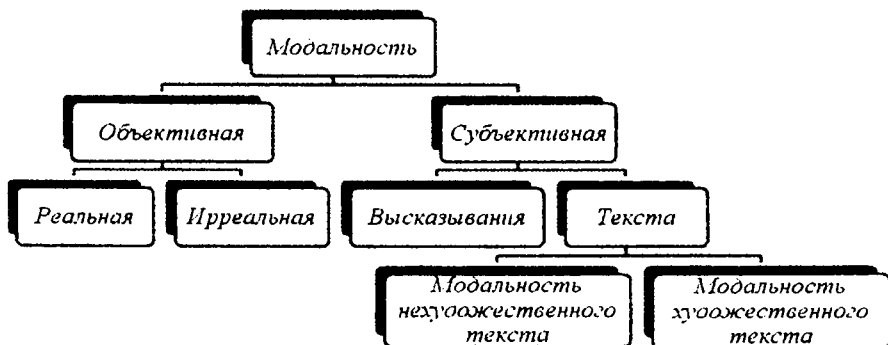 Модальность
Объективная
Субъективная
Реальная
Ирреальная
Высказывания
Текста
Модальность
нехудожественного
текста
Модальность
художественного
текста